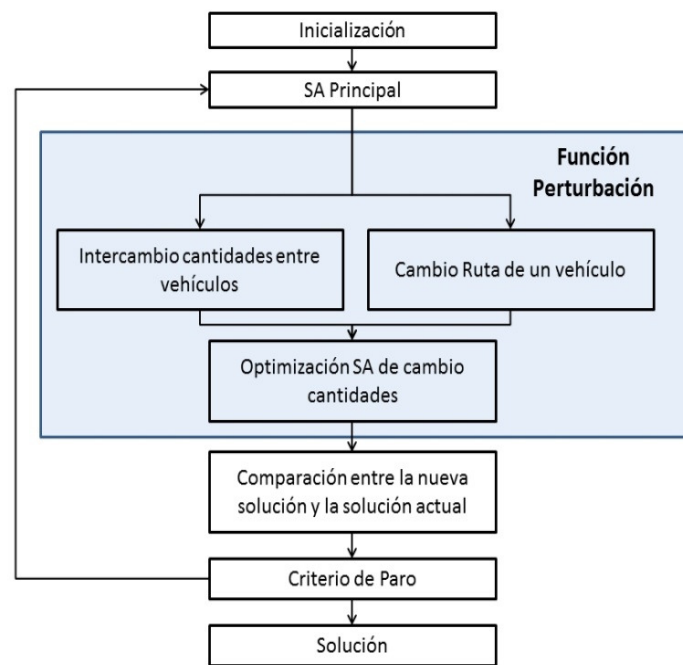 Inicialización
SA Principal
Función
Perturbación
Intercambio cantidades entre
vehículos
Cambio Ruta de un vehículo
Optimización SA de cambio
cantidades
Comparación entre la nueva
solución y la solución actual
Criterio de Paro
Solución